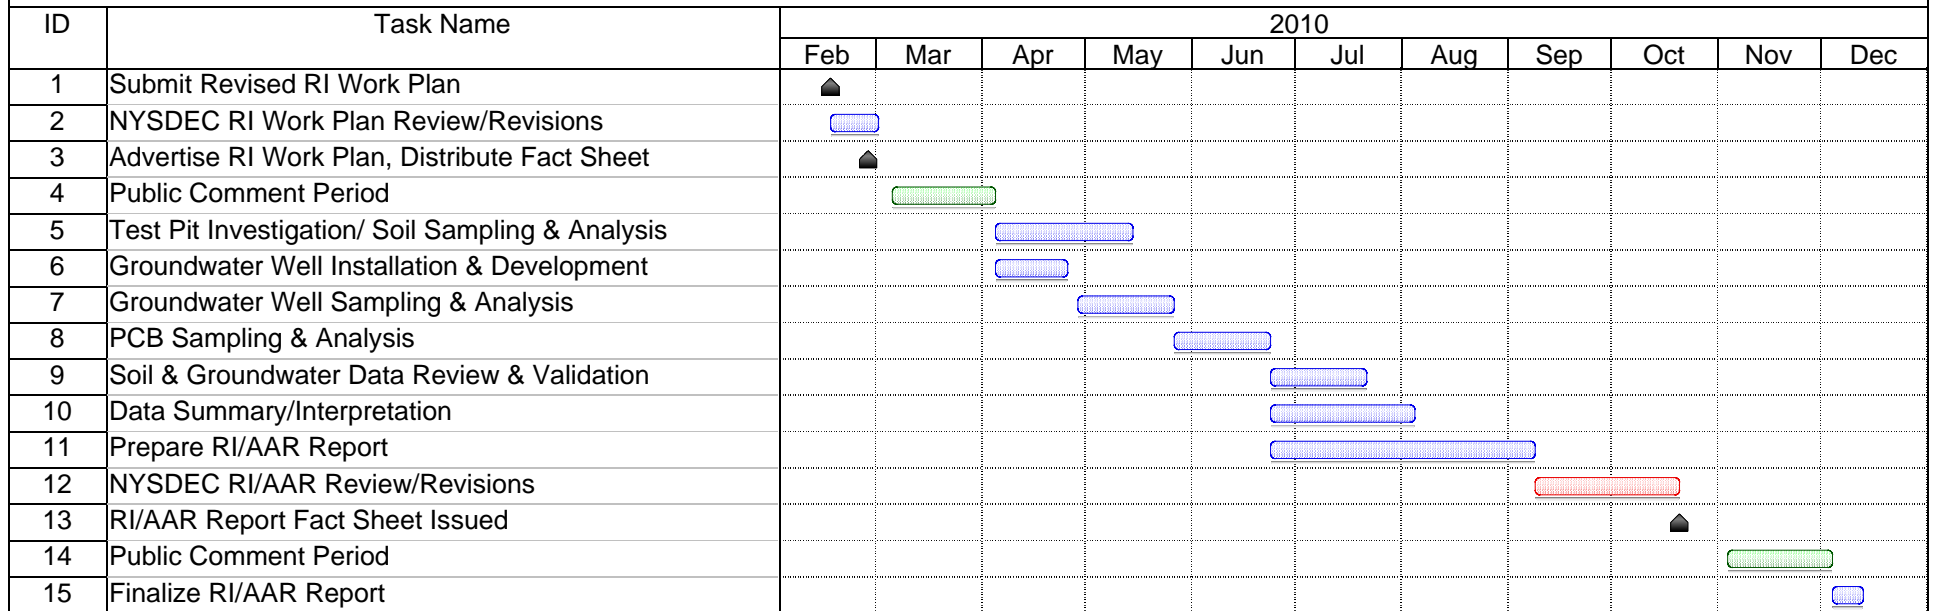 ID Task Name 2010
Feb Mar Apr May Jun Jul Aug Sep Oct Nov Dec
1 Submit Revised RI Work Plan
2 NYSDEC RI Work Plan Review/Revisions
3 Advertise RI Work Plan, Distribute Fact Sheet
4 Public Comment Period
5 Test Pit Investigation/ Soil Sampling & Analysis
6 Groundwater Well Installation & Development
7 Groundwater Well Sampling & Analysis
8 PCB Sampling & Analysis
9 Soil & Groundwater Data Review & Validation
10 Data Summary/Interpretation
11 Prepare RI/AAR Report
12 NYSDEC RI/AAR Review/Revisions
13 RI/AAR Report Fact Sheet Issued
14 Public Comment Period
15 Finalize RI/AAR Report